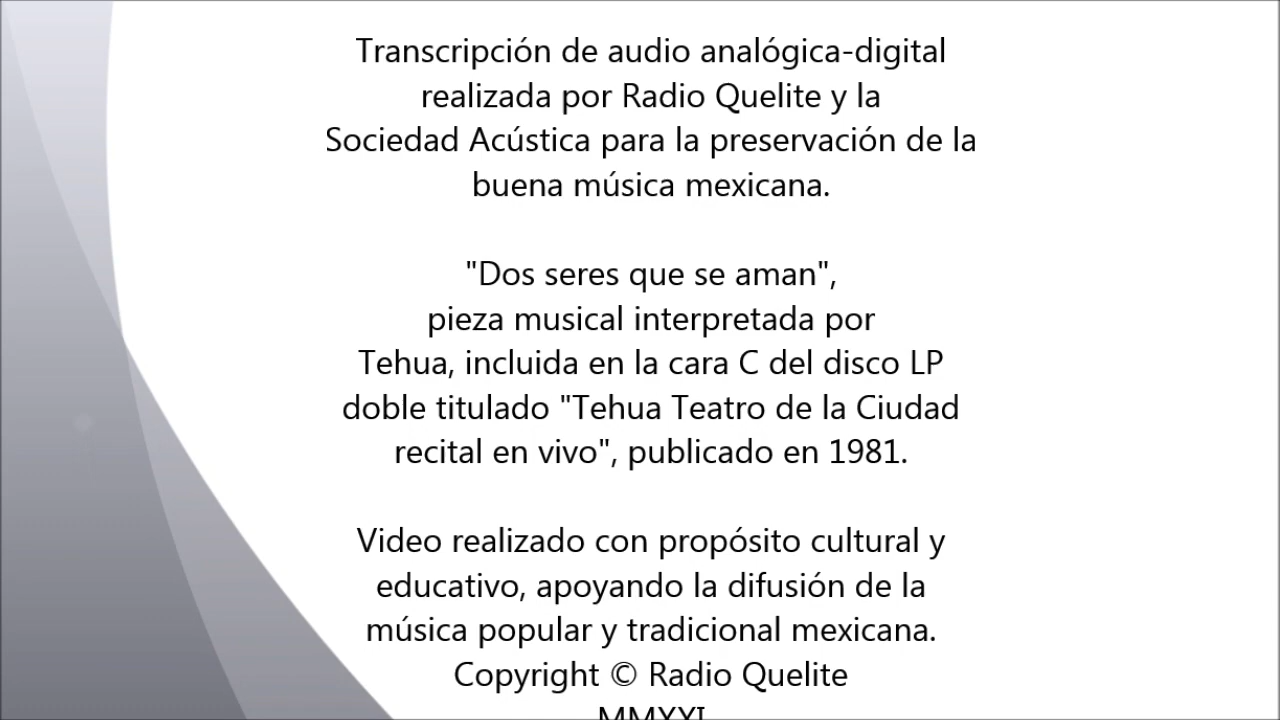 Transcripción de audio analógica-digital
realizada por Radio Quelite y la
Sociedad Acústica para la preservación de la
buena música mexicana.
"Dos seres que se aman",
pieza musical interpretada por
Tehua, incluida en la cara C del disco LP
doble titulado "Tehua Teatro de la Ciudad
recital en vivo", publicado en 1981.
Video realizado con propósito cultural y
educativo, apoyando la difusión de la
música popular y tradicional mexicana.
Copyright © Radio Quelite
MMXXI